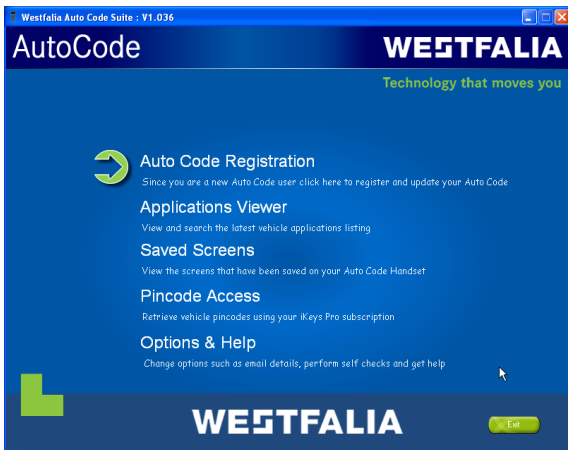 Westfalia Auto Code Suite : V1.036
AutoCode
WESTFALIA
Technology that moves you
Auto Code Registration
Since you are a new Auto Code user click here to register and update your Auto Code
Applications Viewer
View and search the latest vehicle applications listing
Saved Screens
View the screens that have been saved on your Auto Code Handset
Pincode Access
Retrieve vehicle pincodes using your iKeys Pro subscription
Options & Help
Change options such as email details, perform self checks and get help
WESTFALIA
Exit